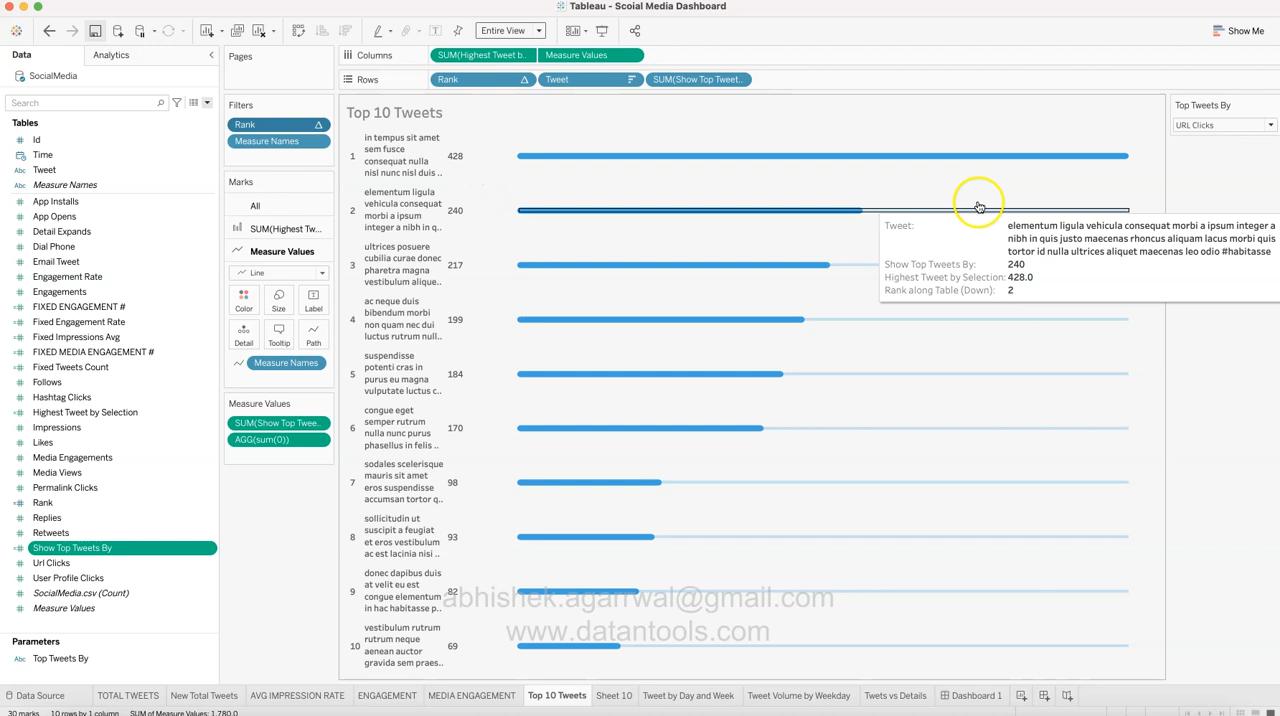 Tableau - Scoial Media Dashboard
Entire View
Show Me
Data
Analytics
SocialMedia
Search
Tables
Id
Time
Abc Tweet
Abc Measure Names
App Installs
App Opens
Detail Expands
Dial Phone
Email Tweet
Engagement Rate
Engagements
FIXED ENGAGEMENT #
Fixed Engagement Rate
Fixed Impressions Avg
FIXED MEDIA ENGAGEMENT #
Fixed Tweets Count
Follows
Hashtag Clicks
Highest Tweet by Selection
Impressions
Likes
Media Engagements
Media Views
Permalink Clicks
Rank
Replies
Retweets
Show Top Tweets By
Url Clicks
User Profile Clicks
SocialMedia.csv (Count)
Measure Values
Parameters
Abc Top Tweets By
Pages
Filters
Rank
Measure Names
Marks
All
SUM(Highest Tw...
Measure Values
Line
Color Size Label
Detail Tooltip Path
Measure Names
Measure Values
SUM(Show Top Twee..
AGG(sum(0))
Columns SUM(Highest Tweet b.. Measure Values
Rows Rank Tweet SUM(Show Top Tweet..
Top 10 Tweets
1 in tempus sit amet sem fusce consequat nulla nisl nunc nisl duis .. 428
2 elementum ligula vehicula consequat morbi a ipsum integer a nibh in q.. 240
3 ultrices posuere cubilia curae donec pharetra magna vestibulum alique.. 217
4 ac neque duis bibendum morbi non quam nec dui luctus rutrum null.. 199
5 suspendisse potenti cras in purus eu magna vulputate luctus c.. 184
6 congue eget semper rutrum nulla nunc purus phasellus in felis .. 170
7 sodales scelerisque mauris sit amet eros suspendisse accumsan tortor q.. 98
8 sollicitudin ut suscipit a feugiat et eros vestibulum ac est lacinia nisi .. 93
9 donec dapibus duis at velit eu est congue elementum in hac habitasse p.. 82
10 vestibulum rutrum rutrum neque aenean auctor gravida sem praes.. 69
Tweet: elementum ligula vehicula consequat morbi a ipsum integer a
nibh in quis justo maecenas rhoncus aliquam lacus morbi quis
tortor id nulla ultrices aliquet maecenas leo odio #habitasse
Show Top Tweets By: 240
Highest Tweet by Selection: 428.0
Rank along Table (Down): 2
Top Tweets By
URL Clicks
abhishek.agarrwal@gmail.com
www.datantools.com
Data Source TOTAL TWEETS New Total Tweets AVG IMPRESSION RATE ENGAGEMENT MEDIA ENGAGEMENT Top 10 Tweets Sheet 10 Tweet by Day and Week Tweet Volume by Weekday Twets vs Details Dashboard 1
30 marks 10 rows by 1 column SUM of Measure Values: 1,780.0